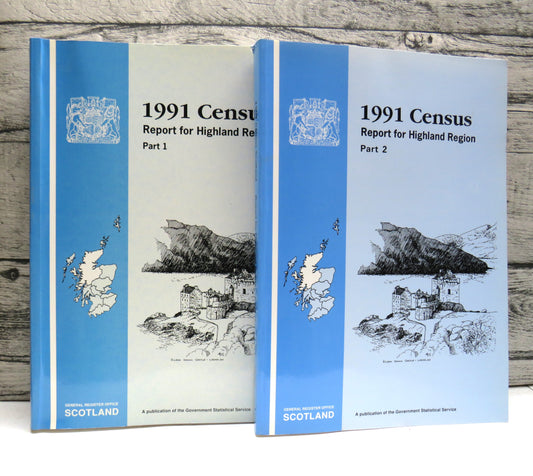 1991 Censu
Report for Highland Re
Part 1
GENERAL REGISTER OFFICE
SCOTLAND
A publication of the Government Statistical Service
1991 Census
Report for Highland Region
Part 2
GENERAL REGISTER OFFICE
SCOTLAND
A publication of the Government Statistical Service